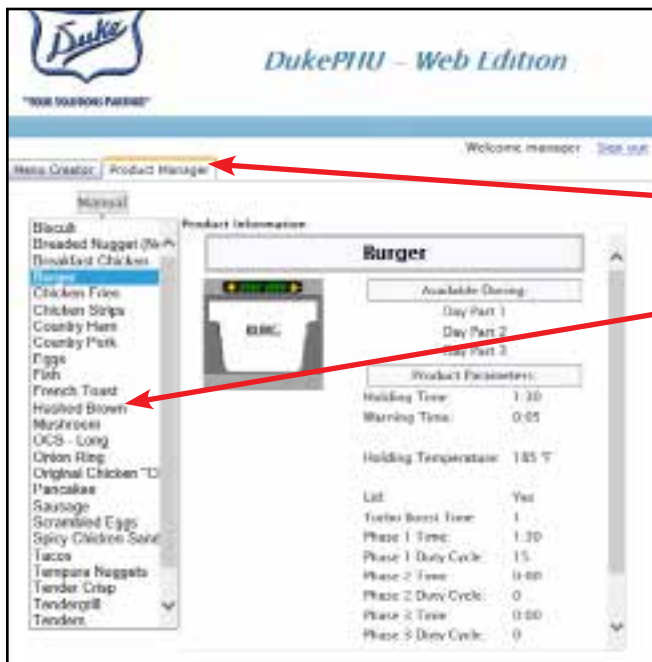 Duke
"YOUR SOLUTIONS PARTNER"
DukePHU – Web Edition
Welcome manager Sign out
Menu Creator Product Manager
Manual
Biscuit
Breaded Nugget (N
Breakfast Chicken
Burger
Chicken Fries
Chicken Strips
Country Ham
Country Pork
Eggs
Fish
French Toast
Hashed Brown
Mushroom
OCS - Long
Onion Ring
Original Chicken "O
Pancakes
Sausage
Scrambled Eggs
Spicy Chicken Sand
Tacos
Tempura Nuggets
Tender Crisp
Tendergrill
Tenders
Product Information
Burger
Available During:
Day Part 1
Day Part 2
Day Part 3
Product Parameters:
Holding Time: 1:30
Warning Time: 0:05
Holding Temperature: 185 °F
Lid: Yes
Turbo Boost Time: 1
Phase 1 Time: 1:30
Phase 1 Duty Cycle: 15
Phase 2 Time: 0:00
Phase 2 Duty Cycle: 0
Phase 3 Time: 0:00
Phase 3 Duty Cycle: 0